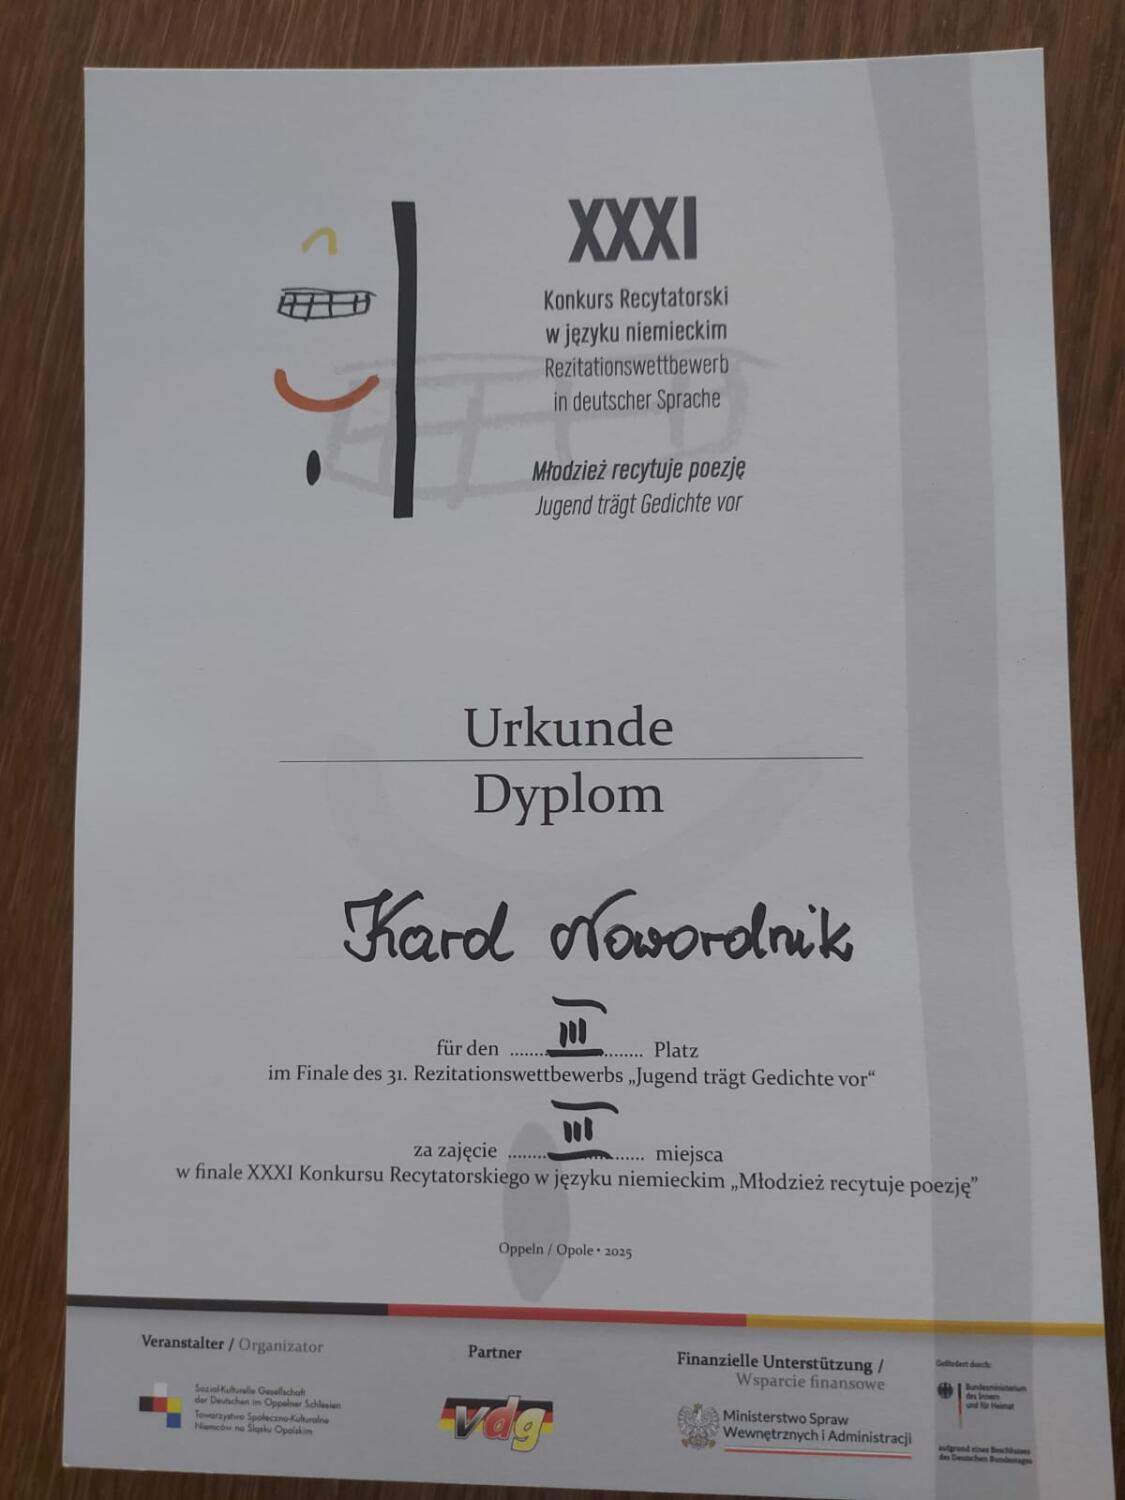 XXXI
Konkurs Recytatorski
w języku niemieckim
Rezitationswettbewerb
in deutscher Sprache
Młodzież recytuje poezję
Jugend trägt Gedichte vor
Urkunde
Dyplom
Karol Nowordnik
für den ........III........ Platz
im Finale des 31. Rezitationswettbewerbs „Jugend trägt Gedichte vor“
za zajęcie ........III........ miejsca
w finale XXXI Konkursu Recytatorskiego w języku niemieckim „Młodzież recytuje poezję”
Oppeln / Opole • 2025
Veranstalter / Organizator
Sozial-Kulturelle Gesellschaft
der Deutschen im Oppelner Schlesien
Towarzystwo Społeczno-Kulturalne
Niemców na Śląsku Opolskim
Partner
vdg
Finanzielle Unterstützung /
Wsparcie finansowe
Ministerstwo Spraw
Wewnętrznych i Administracji
Gefördert durch:
Bundesministerium
des Innern
und für Heimat
aufgrund eines Beschlusses
des Deutschen Bundestages